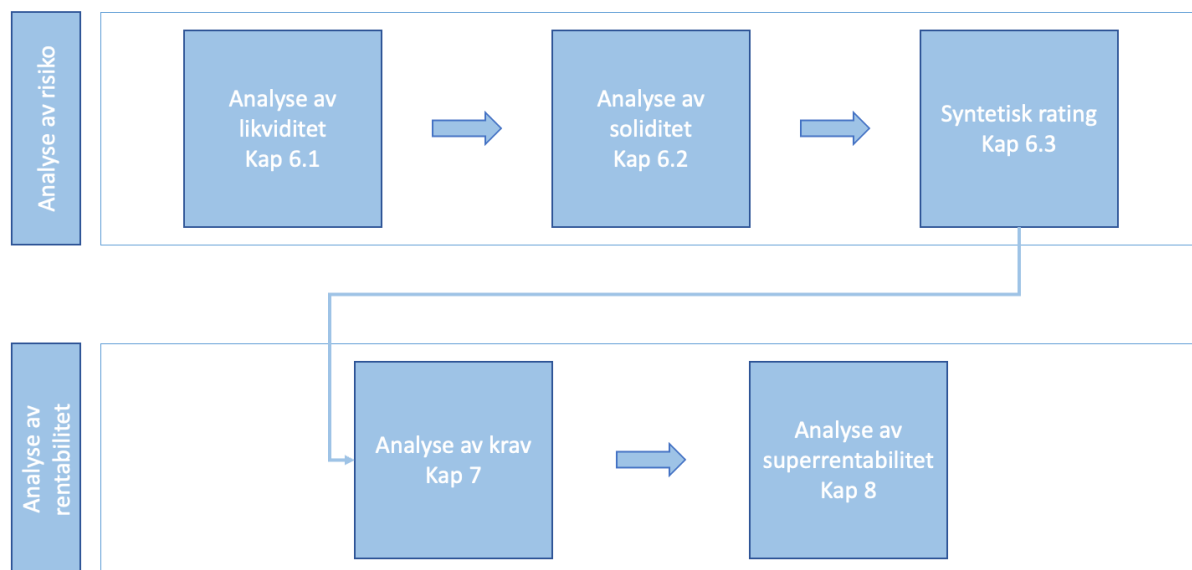 Analyse av risiko
Analyse av
likviditet
Kap 6.1
Analyse av
soliditet
Kap 6.2
Syntetisk rating
Kap 6.3
Analyse av
rentabilitet
Analyse av krav
Kap 7
Analyse av
superrentabilitet
Kap 8